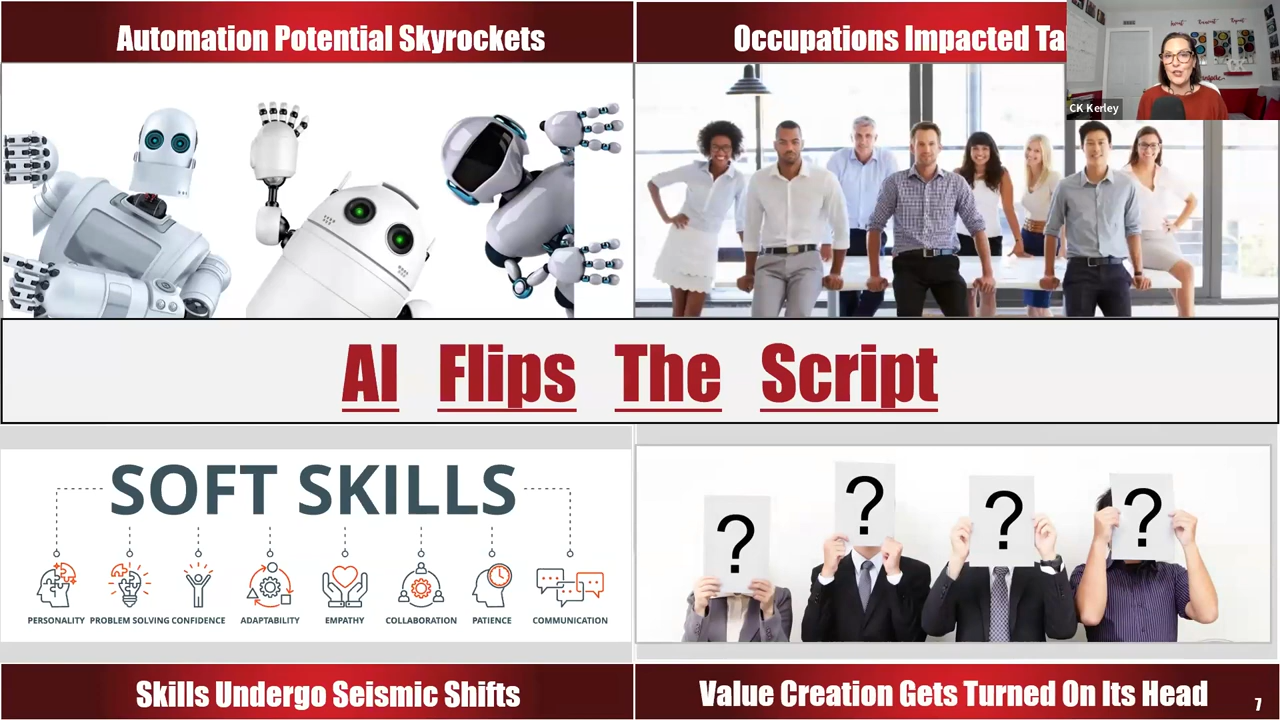 Automation Potential Skyrockets
Occupations Impacted
CK Kerley
AI Flips The Script
SOFT SKILLS
PERSONALITY PROBLEM SOLVING CONFIDENCE ADAPTABILITY EMPATHY COLLABORATION PATIENCE COMMUNICATION
?
?
?
?
Skills Undergo Seismic Shifts
Value Creation Gets Turned On Its Head
7